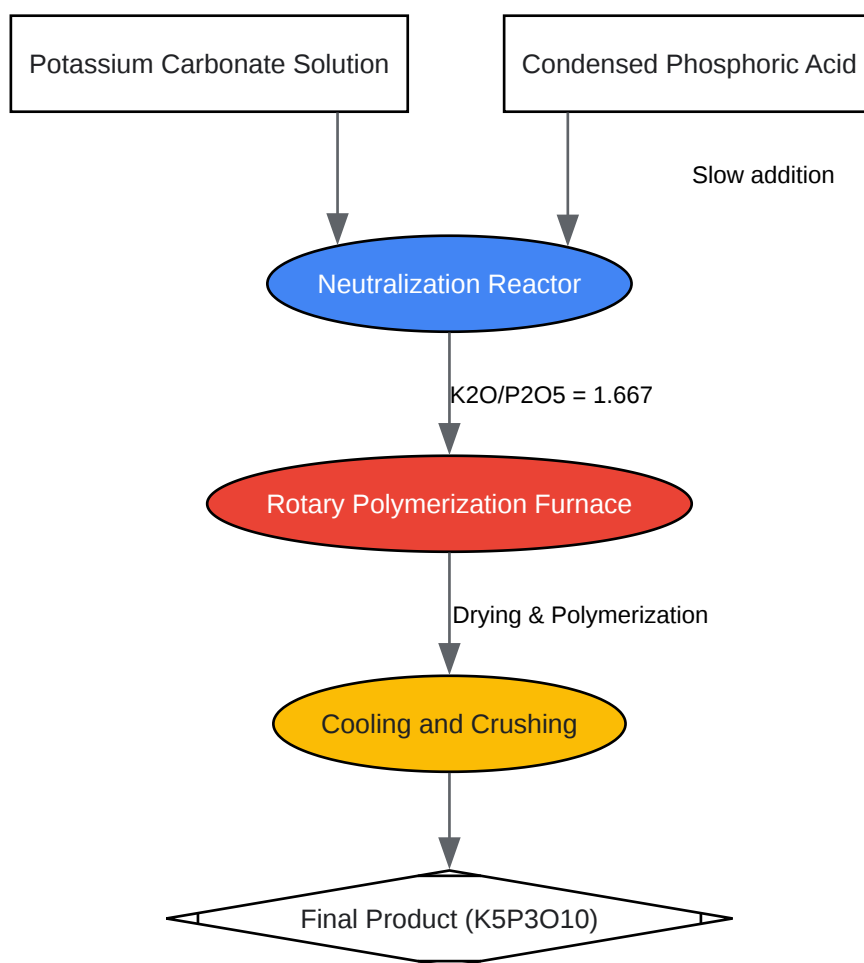 Potassium Carbonate Solution
Condensed Phosphoric Acid
Slow addition
Neutralization Reactor
K2O/P2O5 = 1.667
Rotary Polymerization Furnace
Drying & Polymerization
Cooling and Crushing
Final Product (K5P3O10)